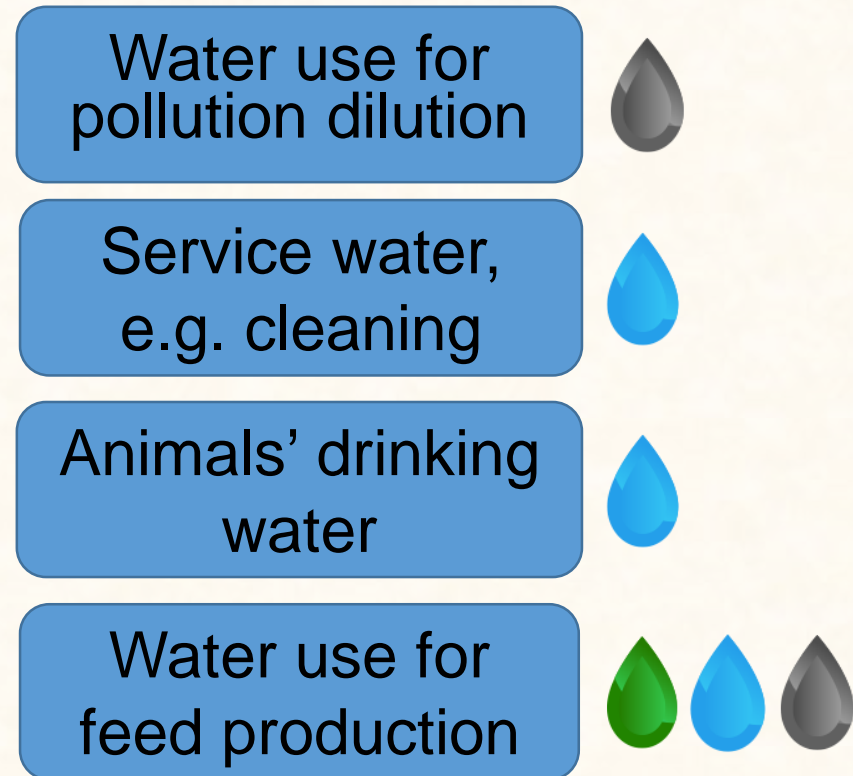 Water use for
pollution dilution
Service water,
e.g. cleaning
Animals’ drinking
water
Water use for
feed production